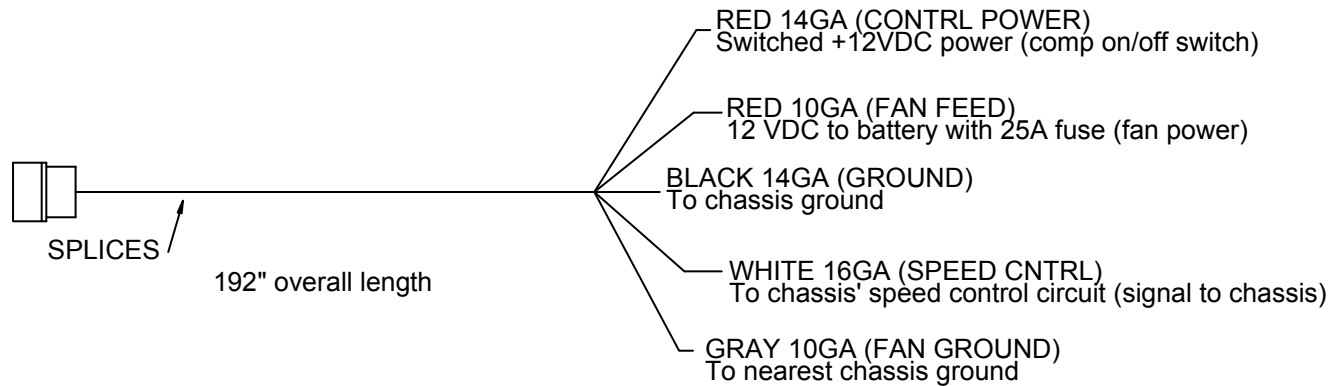 RED 14GA (CONTRL POWER)
Switched +12VDC power (comp on/off switch)
RED 10GA (FAN FEED)
12 VDC to battery with 25A fuse (fan power)
BLACK 14GA (GROUND)
To chassis ground
SPLICES
192" overall length
WHITE 16GA (SPEED CNTRL)
To chassis' speed control circuit (signal to chassis)
GRAY 10GA (FAN GROUND)
To nearest chassis ground